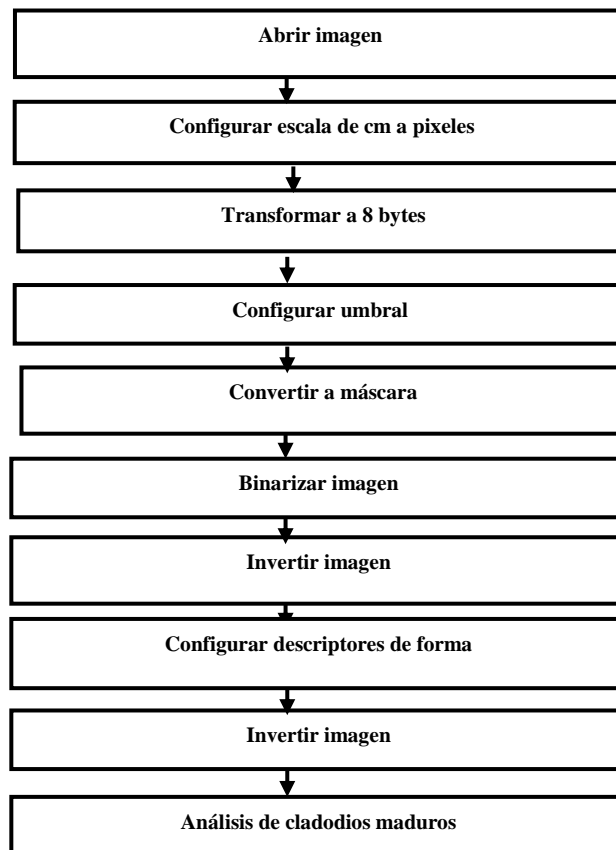 Abrir imagen
Configurar escala de cm a pixeles
Transformar a 8 bytes
Configurar umbral
Convertir a máscara
Binarizar imagen
Invertir imagen
Configurar descriptores de forma
Invertir imagen
Análisis de cladodios maduros